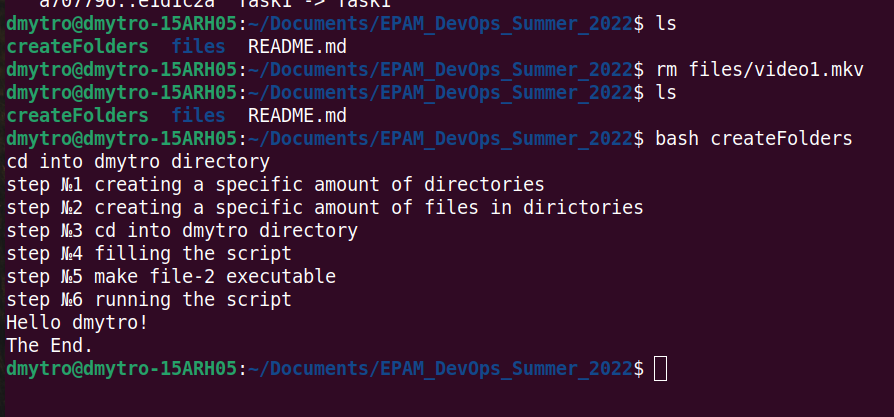 a707796..e1d1c2a  Task1 -> Task1
dmytro@dmytro-15ARH05:~/Documents/EPAM_DevOps_Summer_2022$ ls
createFolders  files  README.md
dmytro@dmytro-15ARH05:~/Documents/EPAM_DevOps_Summer_2022$ rm files/video1.mkv
dmytro@dmytro-15ARH05:~/Documents/EPAM_DevOps_Summer_2022$ ls
createFolders  files  README.md
dmytro@dmytro-15ARH05:~/Documents/EPAM_DevOps_Summer_2022$ bash createFolders
cd into dmytro directory
step №1 creating a specific amount of directories
step №2 creating a specific amount of files in dirictories
step №3 cd into dmytro directory
step №4 filling the script
step №5 make file-2 executable
step №6 running the script
Hello dmytro!
The End.
dmytro@dmytro-15ARH05:~/Documents/EPAM_DevOps_Summer_2022$